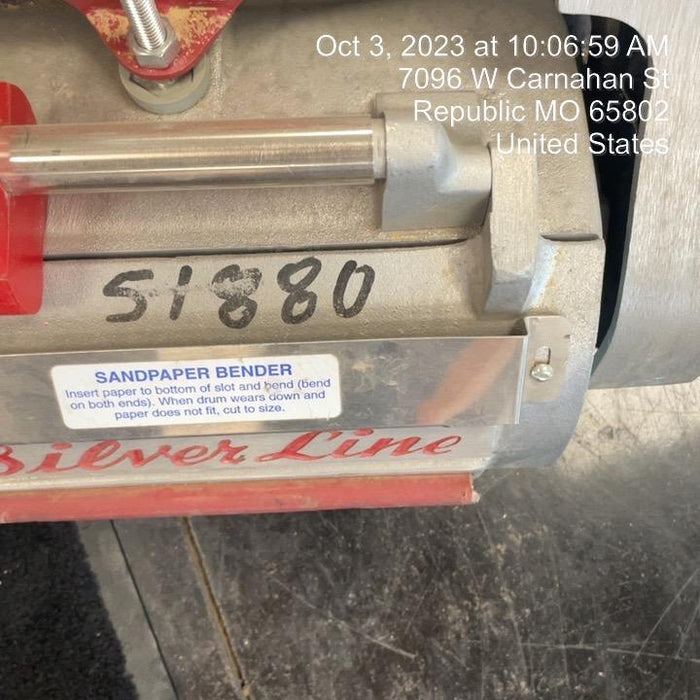 Oct 3, 2023 at 10:06:59 AM
7096 W Carnahan St
Republic MO 65802
United States
51880
SANDPAPER BENDER
Insert paper to bottom of slot and bend (bend
on both ends). When drum wears down and
paper does not fit, cut to size.
Silver Line